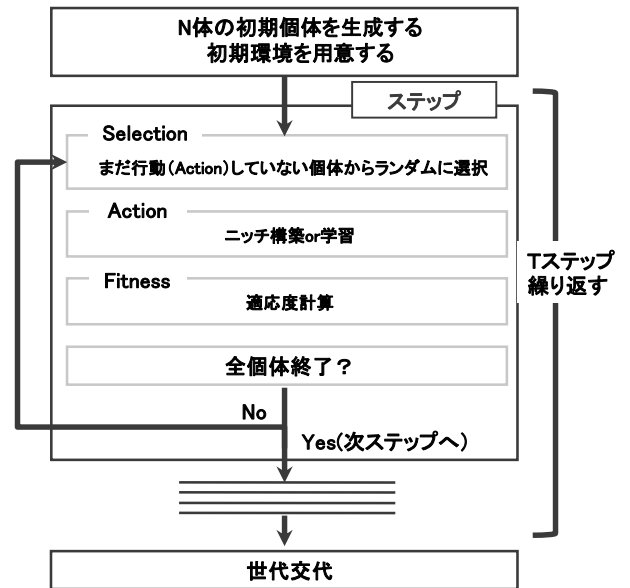 N体の初期個体を生成する
初期環境を用意する
ステップ
Selection
まだ行動(Action)していない個体からランダムに選択
Action
ニッチ構築or学習
Fitness
適応度計算
Tステップ
繰り返す
全個体終了？
No
Yes(次ステップへ)
世代交代